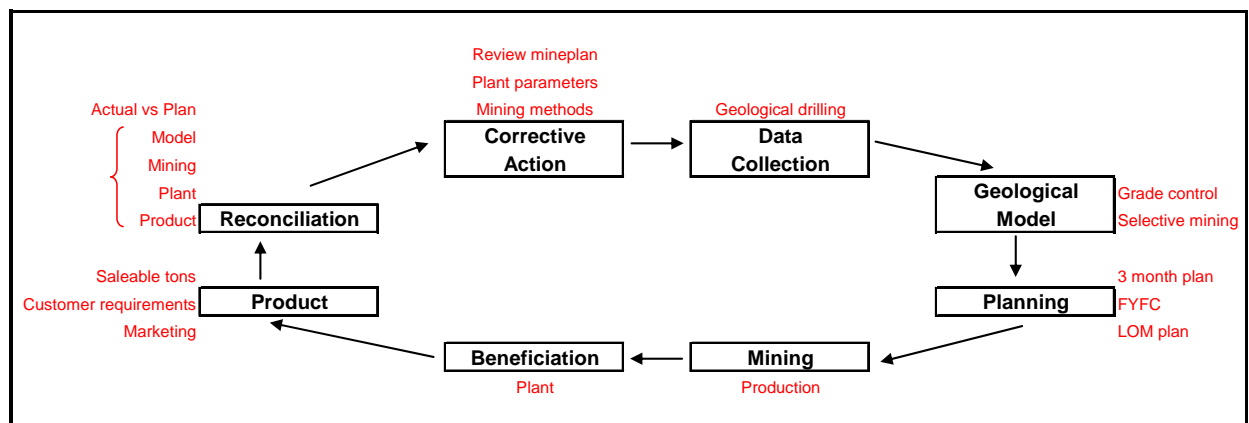 Review mineplan
Plant parameters
Mining methods
Corrective
Action
Geological drilling
Data
Collection
Geological
Model
Grade control
Selective mining
Planning
3 month plan
FYFC
LOM plan
Mining
Production
Beneficiation
Plant
Saleable tons
Customer requirements
Marketing
Product
Actual vs Plan
Model
Mining
Plant
Product
Reconciliation